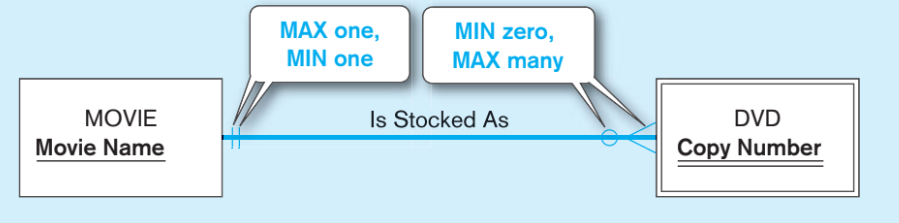 MAX one,
MIN one
MIN zero,
MAX many
MOVIE
Movie Name
Is Stocked As
DVD
Copy Number